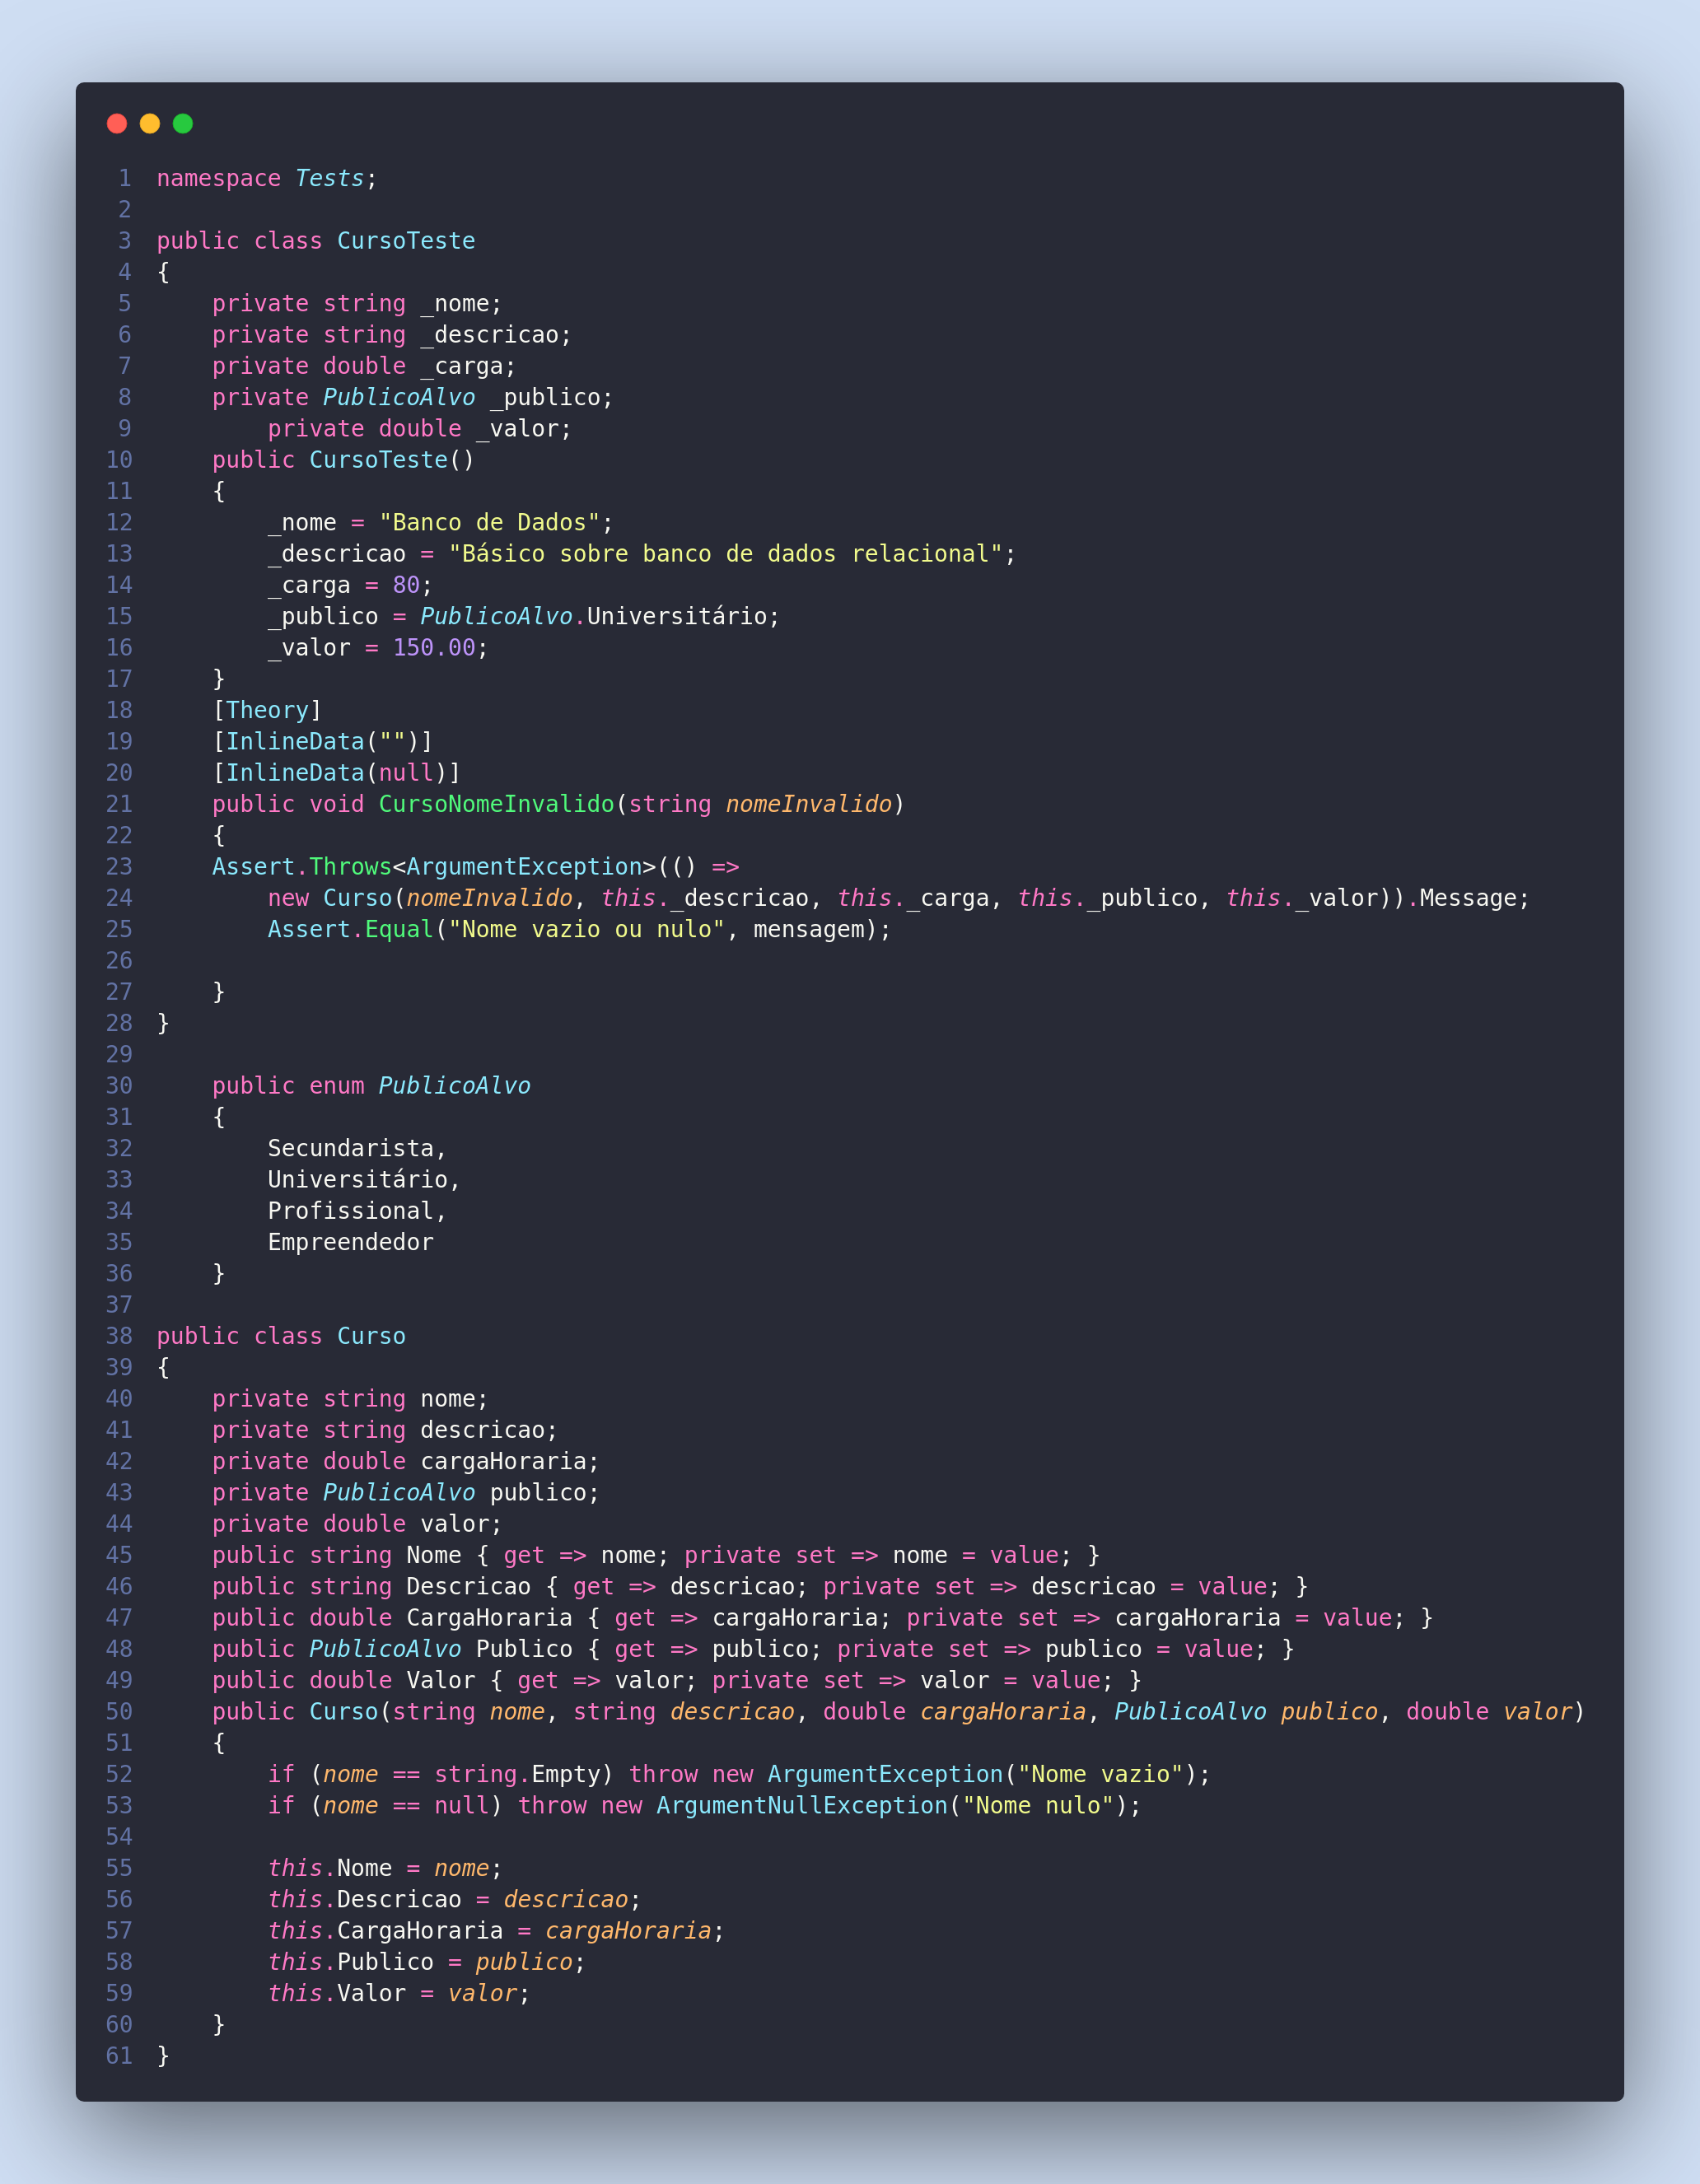 1 namespace Tests;
2
3 public class CursoTeste
4 {
5     private string _nome;
6     private string _descricao;
7     private double _carga;
8     private PublicoAlvo _publico;
9         private double _valor;
10     public CursoTeste()
11     {
12         _nome = "Banco de Dados";
13         _descricao = "Básico sobre banco de dados relacional";
14         _carga = 80;
15         _publico = PublicoAlvo.Universitário;
16         _valor = 150.00;
17     }
18     [Theory]
19     [InlineData("")]
20     [InlineData(null)]
21     public void CursoNomeInvalido(string nomeInvalido)
22     {
23     Assert.Throws<ArgumentException>(() =>
24         new Curso(nomeInvalido, this._descricao, this._carga, this._publico, this._valor)).Message;
25         Assert.Equal("Nome vazio ou nulo", mensagem);
26
27     }
28 }
29
30     public enum PublicoAlvo
31     {
32         Secundarista,
33         Universitário,
34         Profissional,
35         Empreendedor
36     }
37
38 public class Curso
39 {
40     private string nome;
41     private string descricao;
42     private double cargaHoraria;
43     private PublicoAlvo publico;
44     private double valor;
45     public string Nome { get => nome; private set => nome = value; }
46     public string Descricao { get => descricao; private set => descricao = value; }
47     public double CargaHoraria { get => cargaHoraria; private set => cargaHoraria = value; }
48     public PublicoAlvo Publico { get => publico; private set => publico = value; }
49     public double Valor { get => valor; private set => valor = value; }
50     public Curso(string nome, string descricao, double cargaHoraria, PublicoAlvo publico, double valor)
51     {
52         if (nome == string.Empty) throw new ArgumentException("Nome vazio");
53         if (nome == null) throw new ArgumentNullException("Nome nulo");
54
55         this.Nome = nome;
56         this.Descricao = descricao;
57         this.CargaHoraria = cargaHoraria;
58         this.Publico = publico;
59         this.Valor = valor;
60     }
61 }